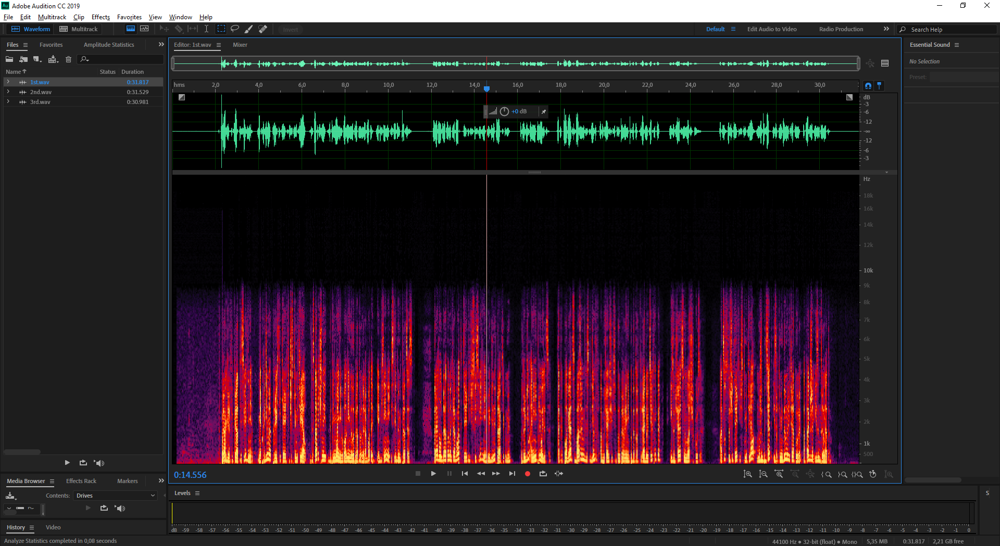 Au Adobe Audition CC 2019
File Edit Multitrack Clip Effects Favorites View Window Help
Waveform Multitrack Invert Default Edit Audio to Video Radio Production Search Help
Files Favorites Amplitude Statistics
Name Status Duration
1st.wav 0:31.817
2nd.wav 0:31.529
3rd.wav 0:30.981
Editor: 1st.wav Mixer
hms 2,0 4,0 6,0 8,0 10,0 12,0 14,0 16,0 18,0 20,0 22,0 24,0 26,0 28,0 30,0
+0 dB
dB
-3
-6
-12
-∞
-12
-6
-3
Hz
18k
16k
14k
12k
10k
9k
8k
7k
6k
5k
4k
3k
2k
1k
500
0:14.556
Essential Sound
No Selection
Preset:
Media Browser Effects Rack Markers
Contents: Drives
History Video
Levels
S
dB -59 -58 -57 -56 -55 -54 -53 -52 -51 -50 -49 -48 -47 -46 -45 -44 -43 -42 -41 -40 -39 -38 -37 -36 -35 -34 -33 -32 -31 -30 -29 -28 -27 -26 -25 -24 -23 -22 -21 -20 -19 -18 -17 -16 -15 -14 -13 -12 -11 -10 -9 -8 -7 -6 -5 -4 -3 -2 -1 0
Analyze Statistics completed in 0,08 seconds
44100 Hz • 32-bit (float) • Mono 5,35 MB 0:31.817 2,21 GB free